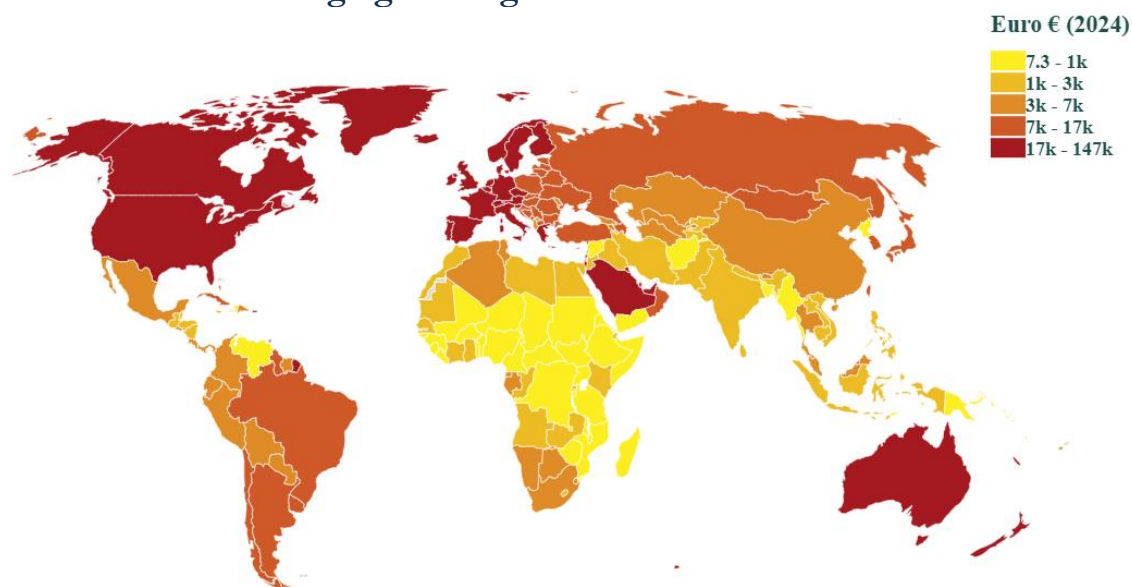 Euro € (2024)
7.3 - 1k
1k - 3k
3k - 7k
7k - 17k
17k - 147k